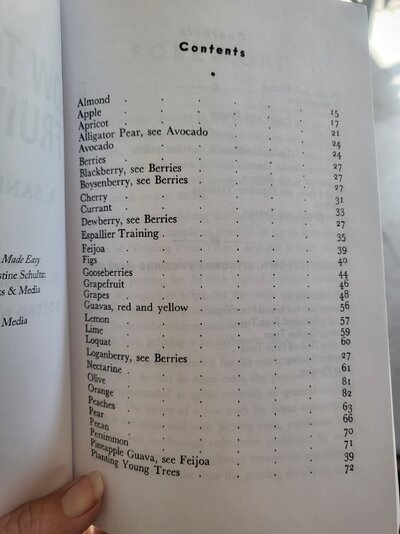 Made Easy
stine Schultz:
ks & Media
Media
Contents
Almond . . . . . . 15
Apple . . . . . . 17
Apricot . . . . . . 21
Alligator Pear, see Avocado . . . 24
Avocado . . . . . . 24
Berries . . . . . . 27
Blackberry, see Berries . . . . 27
Boysenberry, see Berries . . . . 27
Cherry . . . . . . 31
Currant . . . . . . 33
Dewberry, see Berries . . . . 27
Espallier Training . . . . . 35
Feijoa . . . . . . 39
Figs . . . . . . 40
Gooseberries . . . . . 44
Grapefruit . . . . . 46
Grapes . . . . . . 48
Guavas, red and yellow . . . . 56
Lemon . . . . . . 57
Lime . . . . . . 59
Loquat . . . . . . 60
Loganberry, see Berries . . . . 27
Nectarine . . . . . . 61
Olive . . . . . . 81
Orange . . . . . . 82
Peaches . . . . . . 63
Pear . . . . . . 66
Pecan . . . . . . 70
Persimmon . . . . . 71
Pineapple Guava, see Feijoa . . . 39
Planting Young Trees . . . . 72